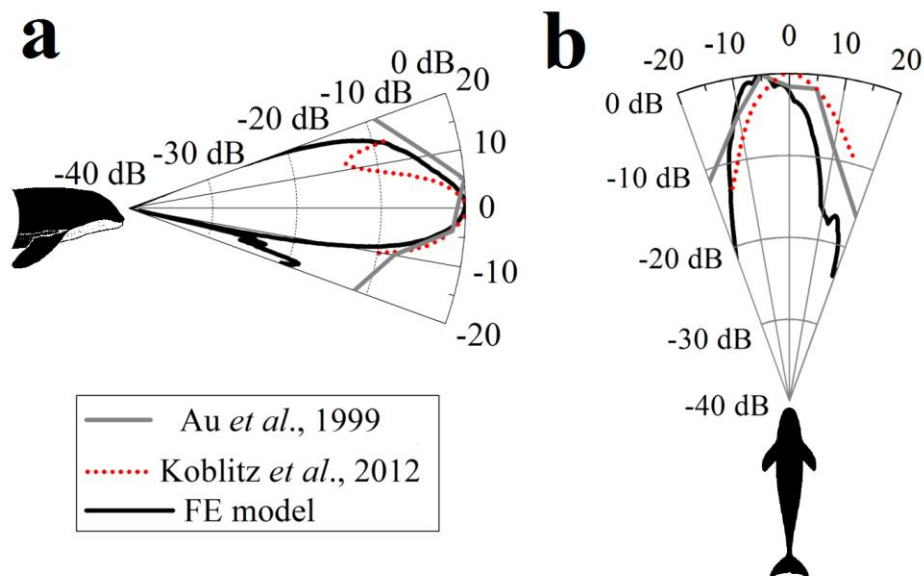 a
0 dB
-10 dB
-20 dB
-30 dB
-40 dB
20
10
0
-10
-20
Au et al., 1999
Koblitz et al., 2012
FE model
b
-20
-10
0
10
20
0 dB
-10 dB
-20 dB
-30 dB
-40 dB